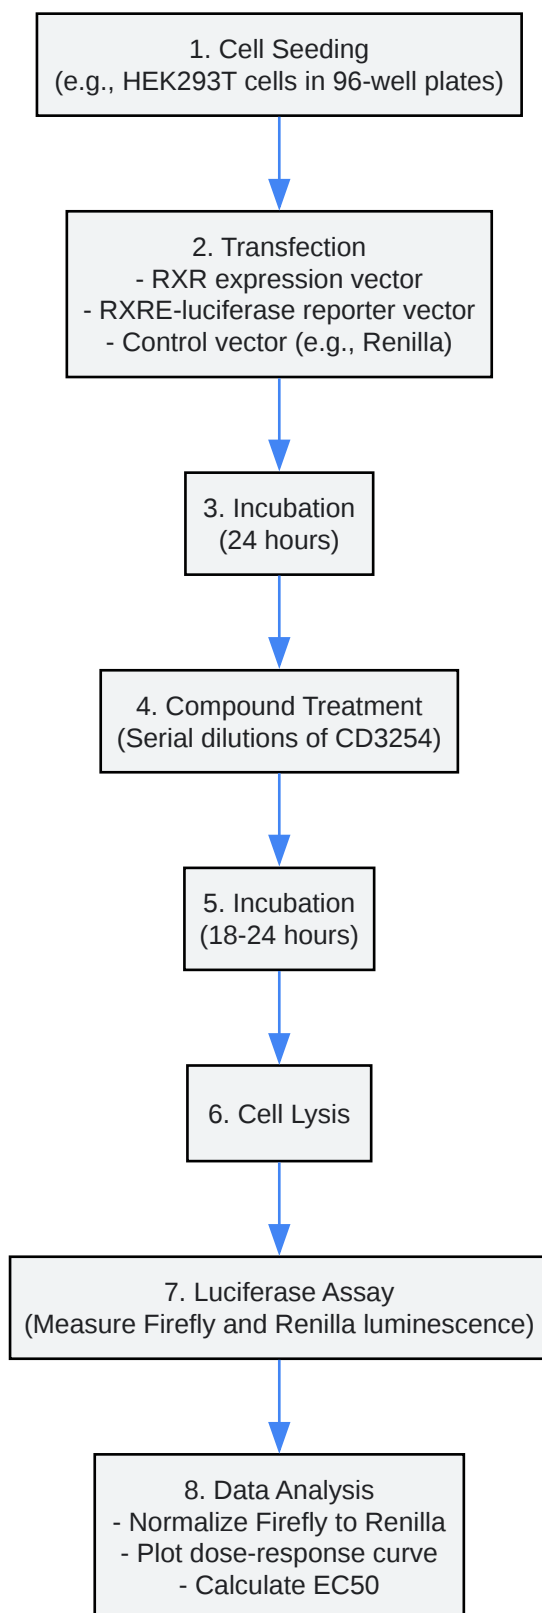 1. Cell Seeding
(e.g., HEK293T cells in 96-well plates)
2. Transfection
- RXR expression vector
- RXRE-luciferase reporter vector
- Control vector (e.g., Renilla)
3. Incubation
(24 hours)
4. Compound Treatment
(Serial dilutions of CD3254)
5. Incubation
(18-24 hours)
6. Cell Lysis
7. Luciferase Assay
(Measure Firefly and Renilla luminescence)
8. Data Analysis
- Normalize Firefly to Renilla
- Plot dose-response curve
- Calculate EC50